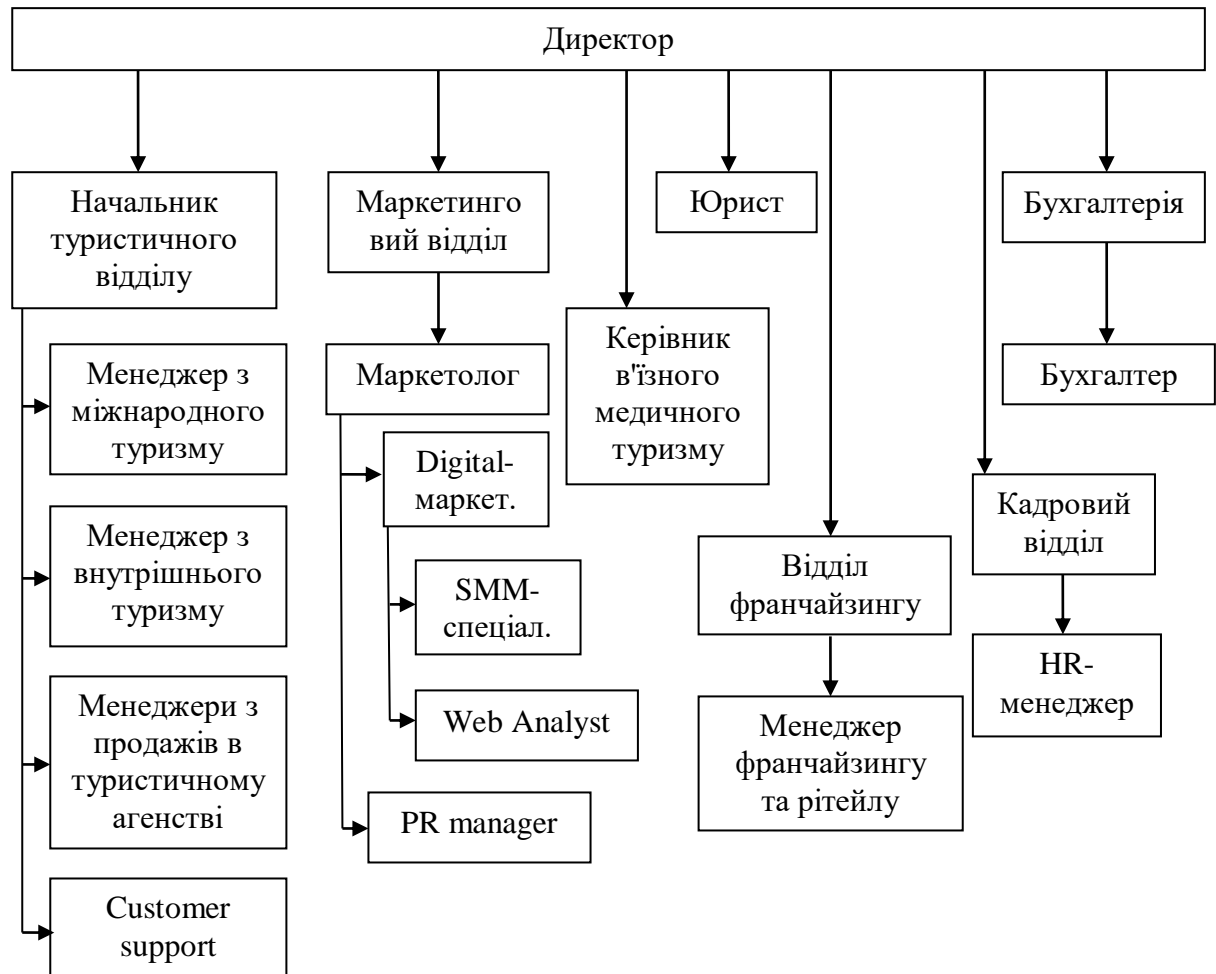 Директор
Начальник
туристичного
відділу
Менеджер з
міжнародного
туризму
Менеджер з
внутрішнього
туризму
Менеджери з
продажів в
туристичному
агенстві
Customer
support
Маркетинго
вий відділ
Маркетолог
Digital-
маркет.
SMM-
спеціал.
Web Analyst
PR manager
Керівник
в'їзного
медичного
туризму
Юрист
Відділ
франчайзингу
Менеджер
франчайзингу
та рітейлу
Кадровий
відділ
HR-
менеджер
Бухгалтерія
Бухгалтер